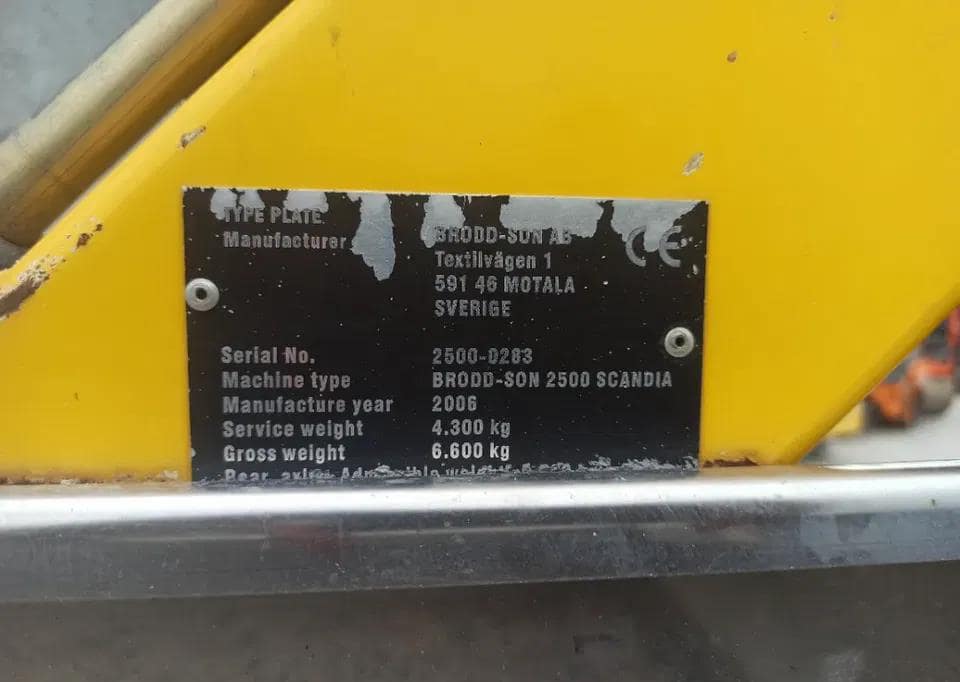 TYPE PLATE
Manufacturer BRODD-SON AB CE
Textilvägen 1
591 46 MOTALA
SVERIGE
Serial No. 2500-0283
Machine type BRODD-SON 2500 SCANDIA
Manufacture year 2006
Service weight 4.300 kg
Gross weight 6.600 kg
Rear